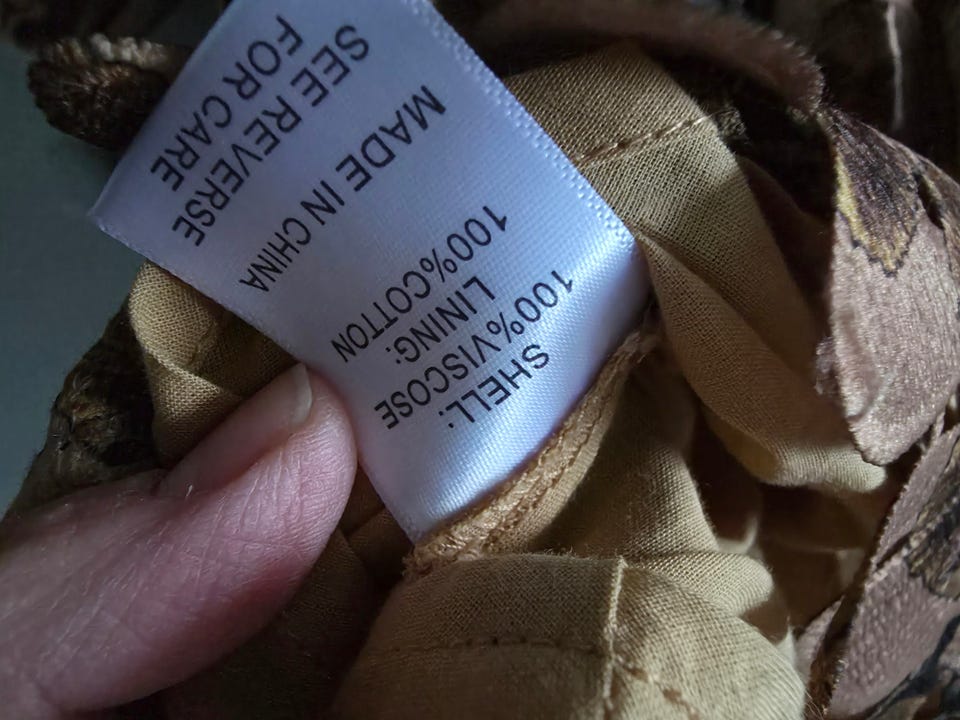 SHELL:
100%VISCOSE
LINING:
100%COTTON
MADE IN CHINA
SEE REVERSE
FOR CARE